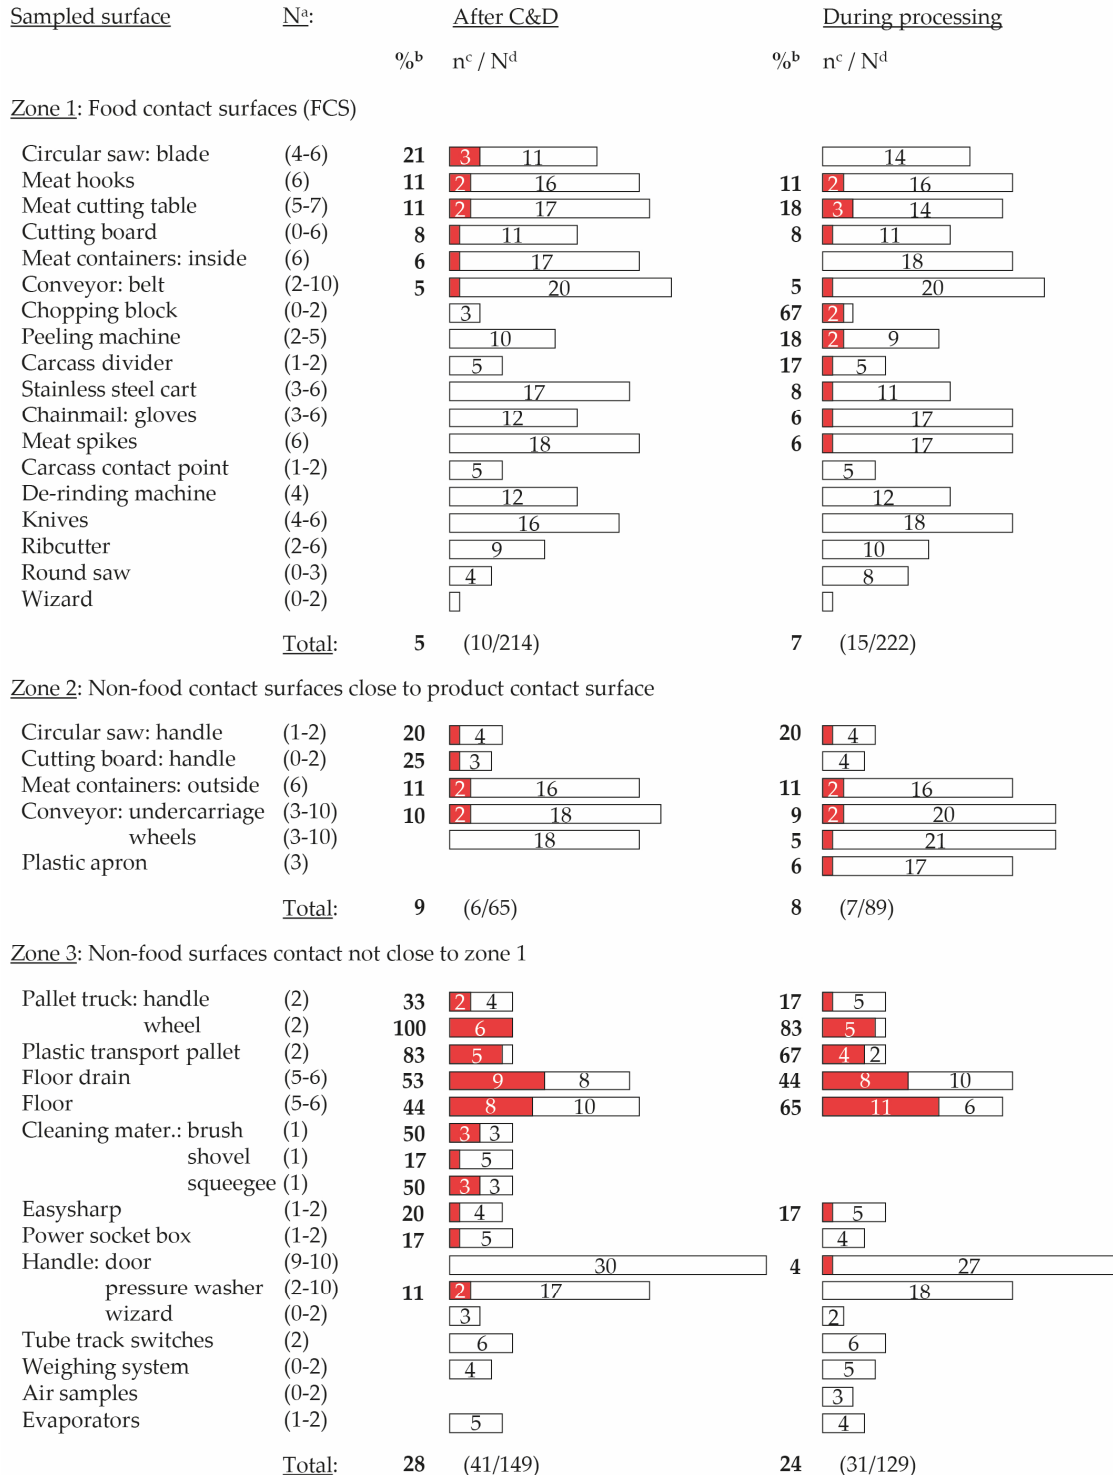 Sampled surface Nᵃ: After C&D During processing
%ᵇ nᶜ / Nᵈ %ᵇ nᶜ / Nᵈ
Zone 1: Food contact surfaces (FCS)
Circular saw: blade (4-6) 21 3 11 14
Meat hooks (6) 11 2 16 11 2 16
Meat cutting table (5-7) 11 2 17 18 3 14
Cutting board (0-6) 8 11 8 11
Meat containers: inside (6) 6 17 18
Conveyor: belt (2-10) 5 20 5 20
Chopping block (0-2) 3 67 2
Peeling machine (2-5) 10 18 2 9
Carcass divider (1-2) 5 17 5
Stainless steel cart (3-6) 17 8 11
Chainmail: gloves (3-6) 12 6 17
Meat spikes (6) 18 6 17
Carcass contact point (1-2) 5 5
De-rinding machine (4) 12 12
Knives (4-6) 16 18
Ribcutter (2-6) 9 10
Round saw (0-3) 4 8
Wizard (0-2)
Total: 5 (10/214) 7 (15/222)
Zone 2: Non-food contact surfaces close to product contact surface
Circular saw: handle (1-2) 20 4 20 4
Cutting board: handle (0-2) 25 3 4
Meat containers: outside (6) 11 2 16 11 2 16
Conveyor: undercarriage (3-10) 10 2 18 9 2 20
wheels (3-10) 18 5 21
Plastic apron (3) 6 17
Total: 9 (6/65) 8 (7/89)
Zone 3: Non-food surfaces contact not close to zone 1
Pallet truck: handle (2) 33 2 4 17 5
wheel (2) 100 6 83 5
Plastic transport pallet (2) 83 5 67 4 2
Floor drain (5-6) 53 9 8 44 8 10
Floor (5-6) 44 8 10 65 11 6
Cleaning mater.: brush (1) 50 3 3
shovel (1) 17 5
squeegee (1) 50 3 3
Easysharp (1-2) 20 4 17 5
Power socket box (1-2) 17 5 4
Handle: door (9-10) 30 4 27
pressure washer (2-10) 11 2 17 18
wizard (0-2) 3 2
Tube track switches (2) 6 6
Weighing system (0-2) 4 5
Air samples (0-2) 3
Evaporators (1-2) 5 4
Total: 28 (41/149) 24 (31/129)